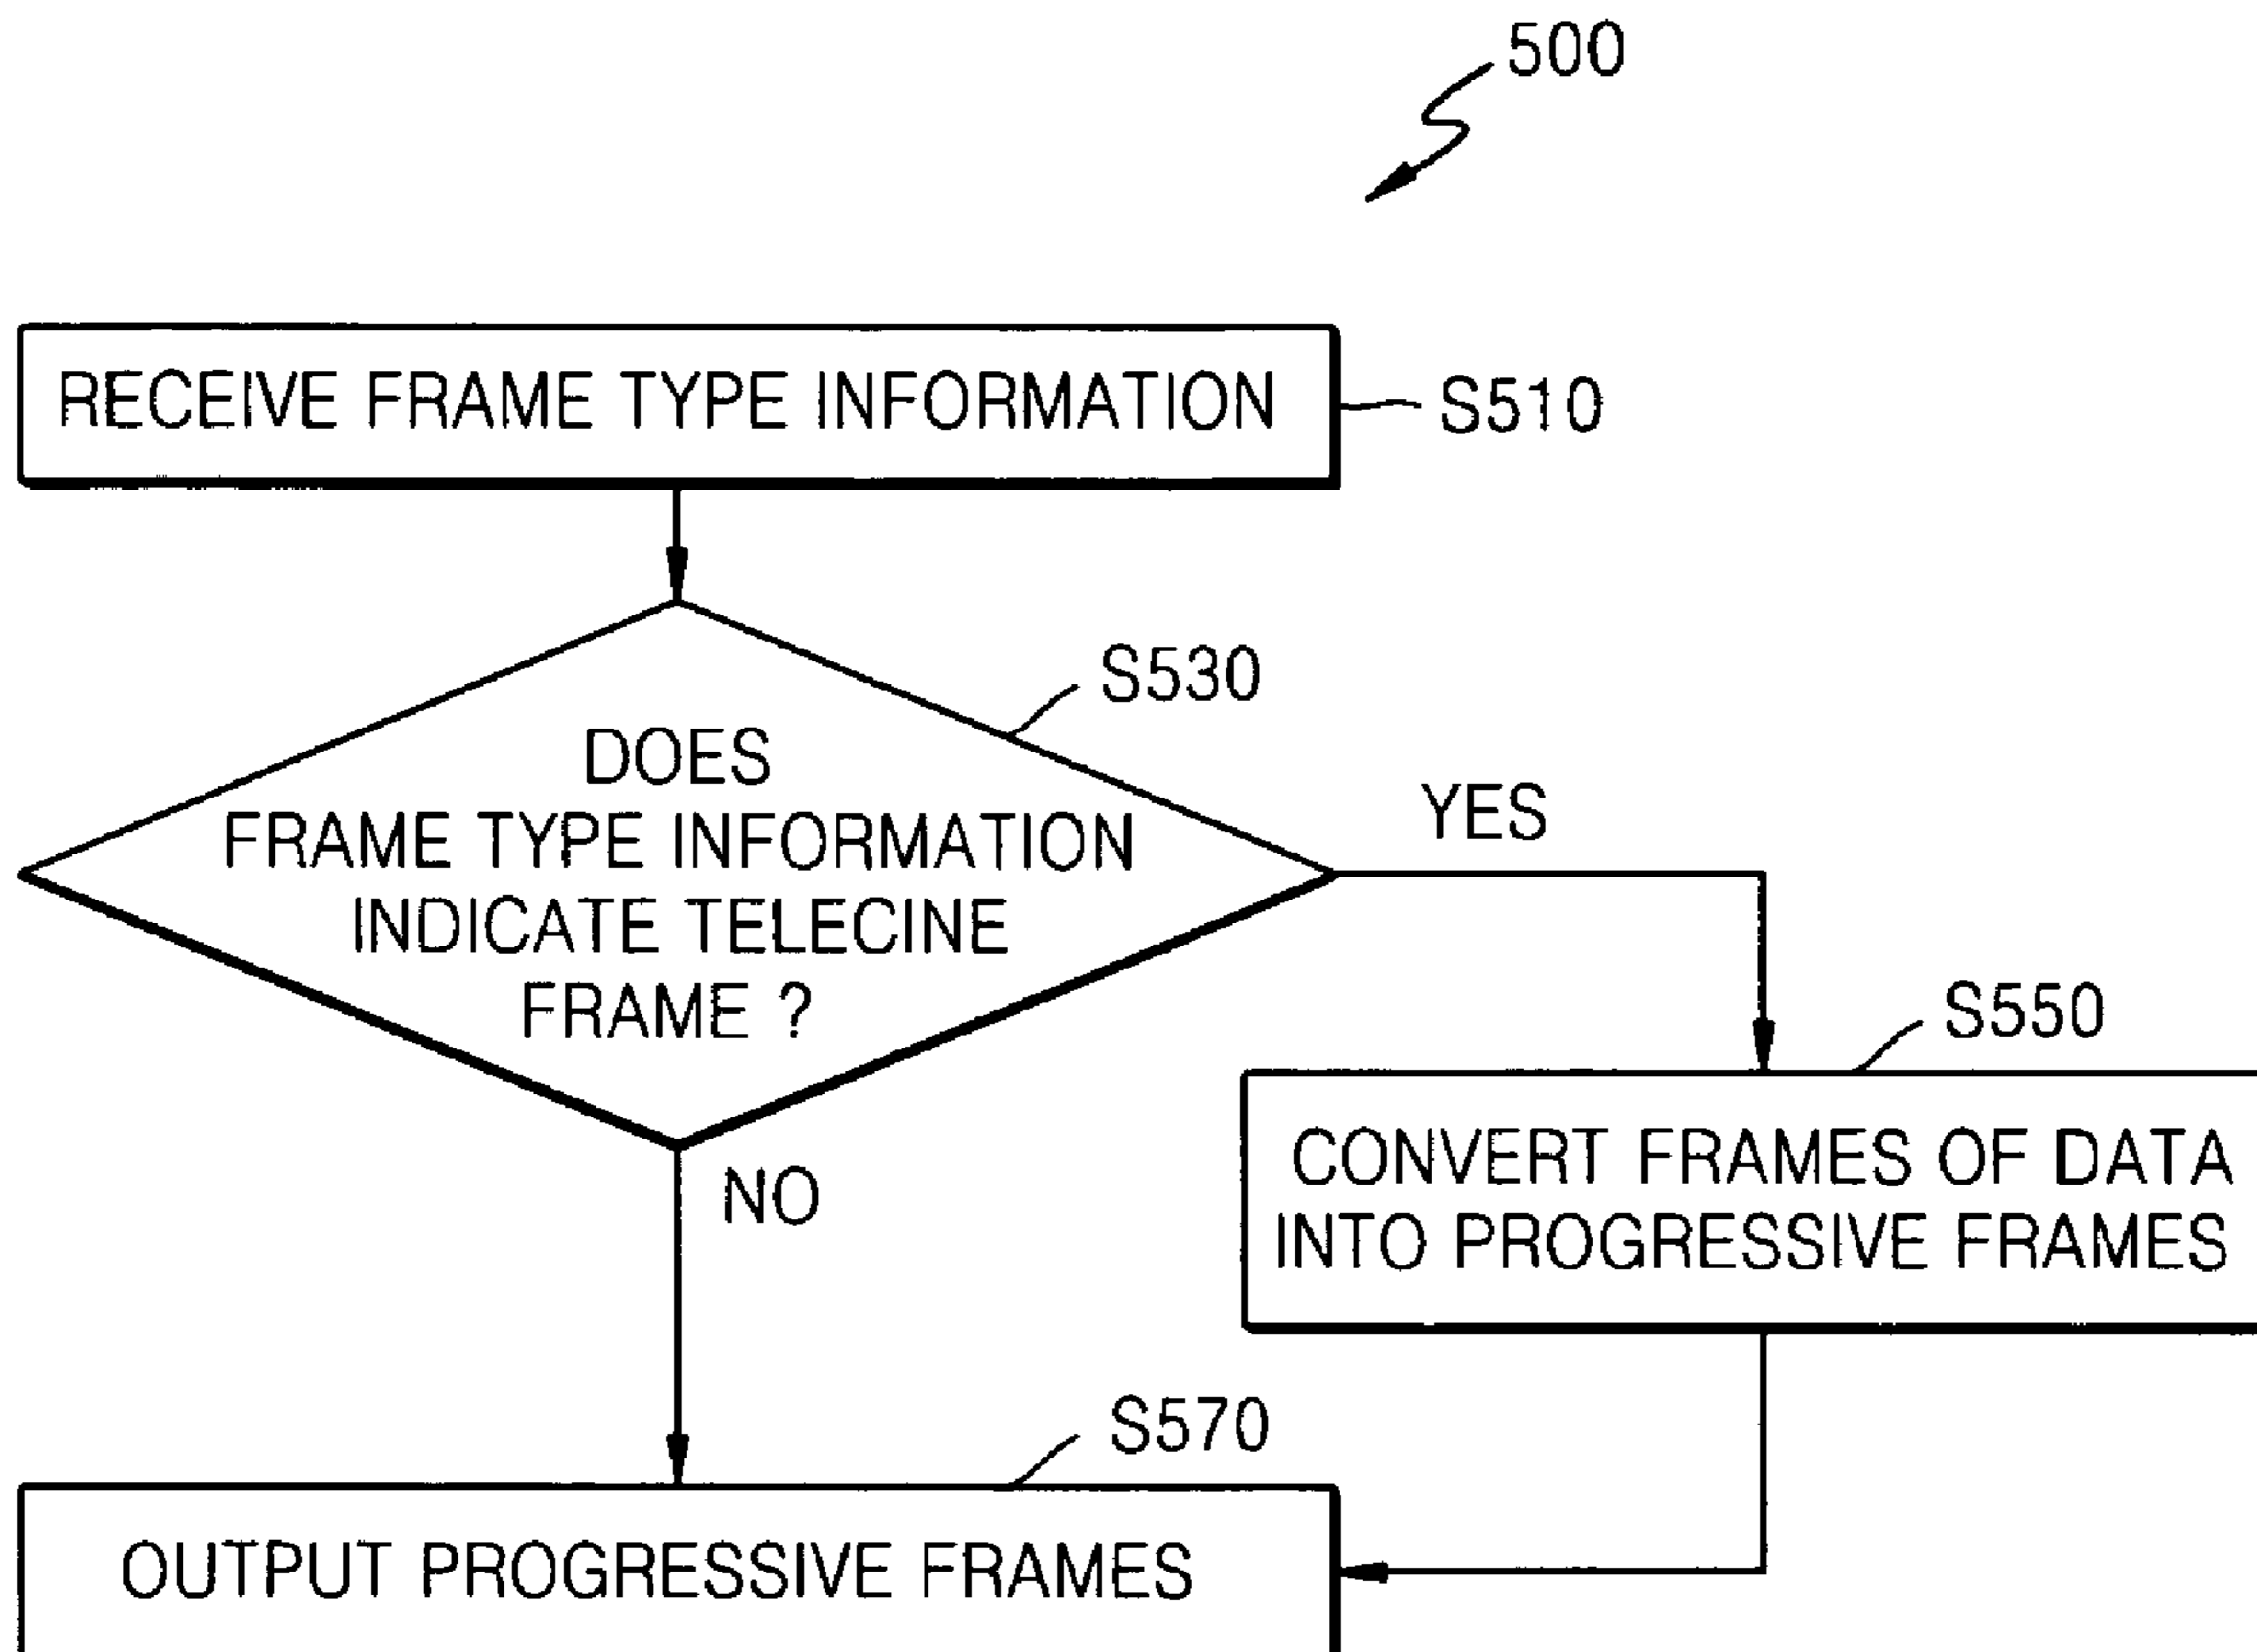 500
RECEIVE FRAME TYPE INFORMATION
S510
S530
DOES
FRAME TYPE INFORMATION
INDICATE TELECINE
FRAME ?
YES
S550
CONVERT FRAMES OF DATA
INTO PROGRESSIVE FRAMES
NO
S570
OUTPUT PROGRESSIVE FRAMES